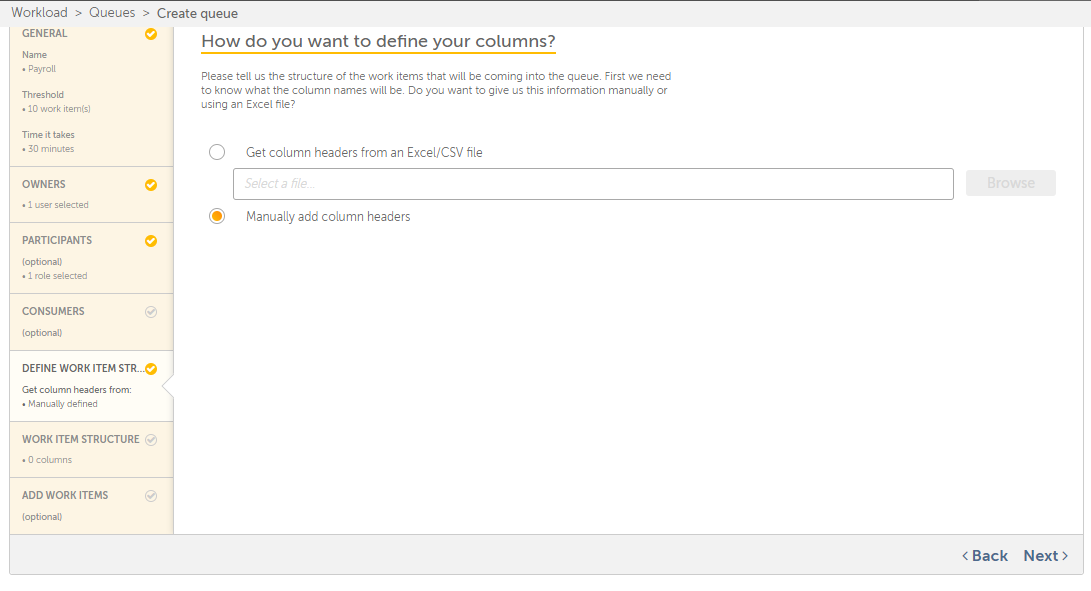 Workload > Queues > Create queue
GENERAL
Name
• Payroll
Threshold
• 10 work item(s)
Time it takes
• 30 minutes
OWNERS
• 1 user selected
PARTICIPANTS
(optional)
• 1 role selected
CONSUMERS
(optional)
DEFINE WORK ITEM STR...
Get column headers from:
• Manually defined
WORK ITEM STRUCTURE
• 0 columns
ADD WORK ITEMS
(optional)
How do you want to define your columns?
Please tell us the structure of the work items that will be coming into the queue. First we need
to know what the column names will be. Do you want to give us this information manually or
using an Excel file?
Get column headers from an Excel/CSV file
Select a file...
Browse
Manually add column headers
< Back Next >